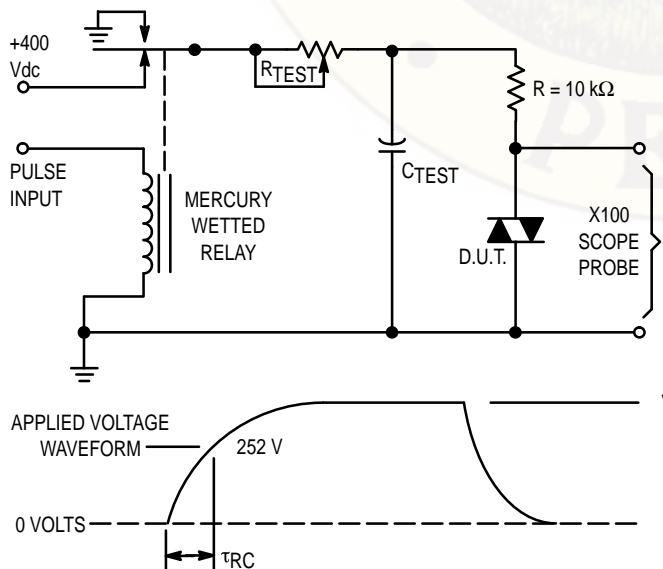 +400
Vdc
PULSE
INPUT
RTEST
MERCURY
WETTED
RELAY
CTEST
R = 10 kΩ
D.U.T.
X100
SCOPE
PROBE
APPLIED VOLTAGE
WAVEFORM
252 V
0 VOLTS
τRC